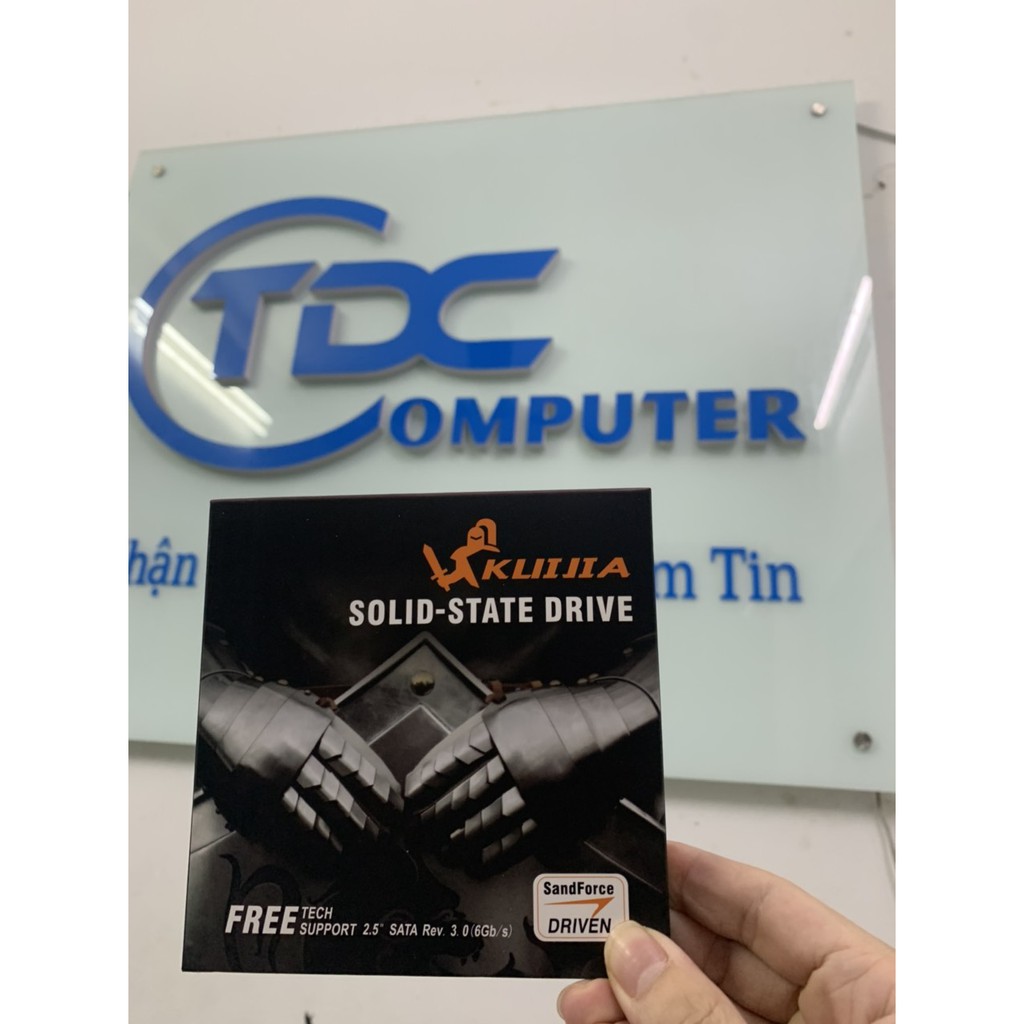 TDC
COMPUTER
hận
m Tin
KUIJIA
SOLID-STATE DRIVE
FREE TECH SUPPORT 2.5" SATA Rev. 3.0(6Gb/s)
SandForce
DRIVEN